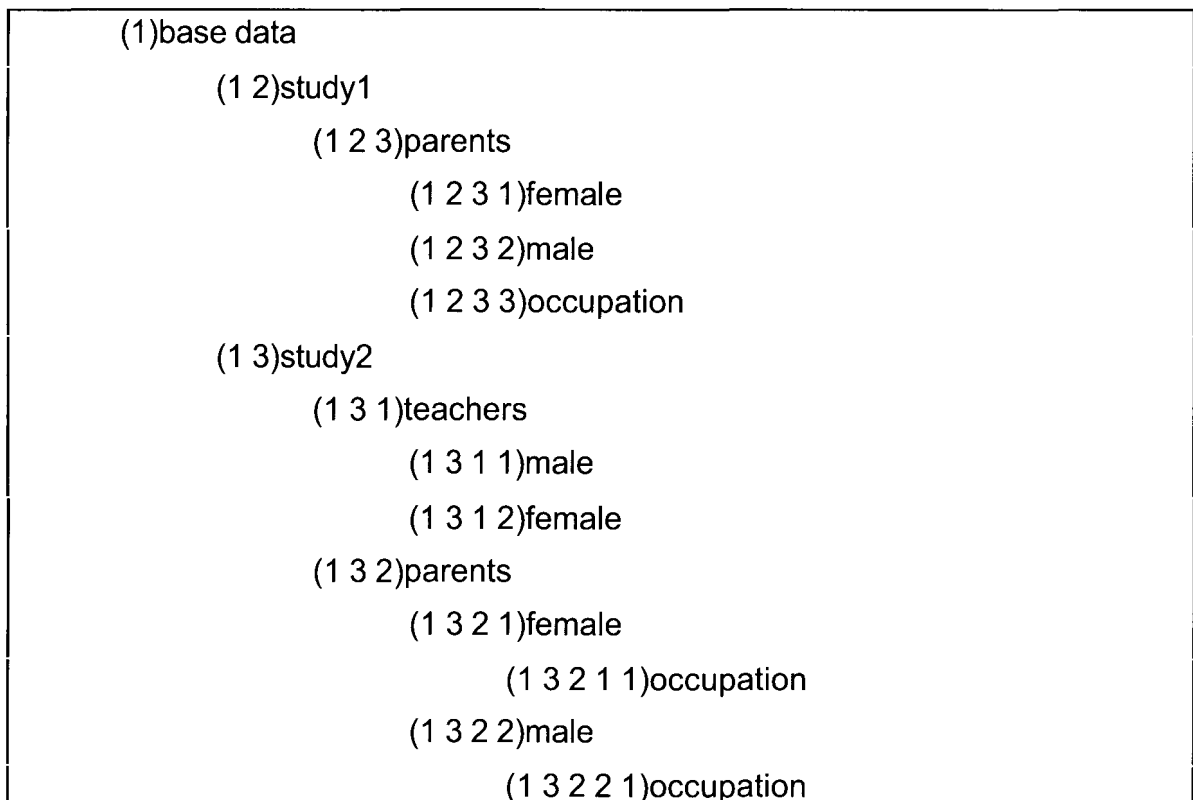 (1)base data
(1 2)study1
(1 2 3)parents
(1 2 3 1)female
(1 2 3 2)male
(1 2 3 3)occupation
(1 3)study2
(1 3 1)teachers
(1 3 1 1)male
(1 3 1 2)female
(1 3 2)parents
(1 3 2 1)female
(1 3 2 1 1)occupation
(1 3 2 2)male
(1 3 2 2 1)occupation